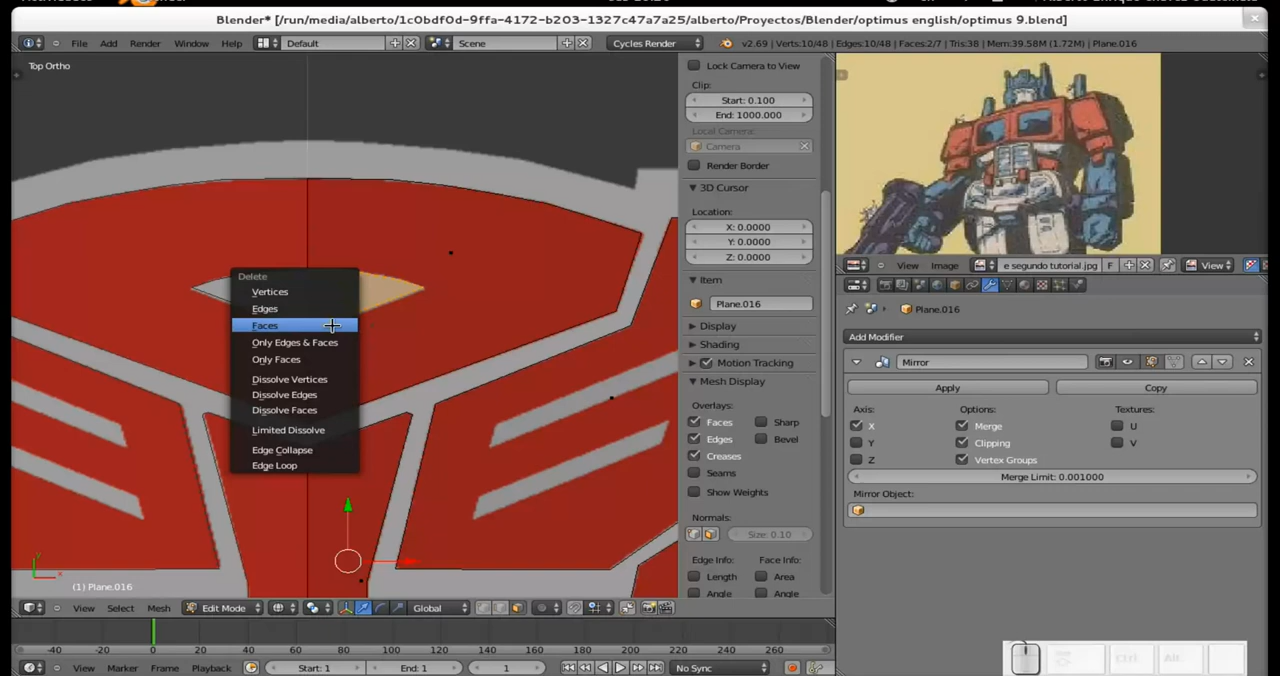 Blender* [/run/media/alberto/1c0bdf0d-9ffa-4172-b203-1327c47a7a25/alberto/Proyectos/Blender/optimus english/optimus 9.blend]
File Add Render Window Help Default Scene Cycles Render v2.69 | Verts:10/48 | Edges:10/48 | Faces:2/7 | Tris:38 | Mem:39.58M (1.72M) | Plane.016
Top Ortho
Lock Camera to View
Clip:
Start: 0.100
End: 1000.000
Local Camera:
Camera
Render Border
3D Cursor
Location:
X: 0.0000
Y: 0.0000
Z: 0.0000
Item
Plane.016
Display
Shading
Motion Tracking
Mesh Display
Overlays:
Faces Sharp
Edges Bevel
Creases
Seams
Show Weights
Normals:
Size: 0.10
Edge Info: Face Info:
Length Area
Angle Angle
Delete
Vertices
Edges
Faces
Only Edges & Faces
Only Faces
Dissolve Vertices
Dissolve Edges
Dissolve Faces
Limited Dissolve
Edge Collapse
Edge Loop
y
x
(1) Plane.016
View Select Mesh Edit Mode Global
-40 -20 0 20 40 60 80 100 120 140 160 180 200 220 240 260
View Marker Frame Playback Start: 1 End: 1 1 No Sync
View Image e segundo tutorial.jpg F View
Plane.016
Add Modifier
Mirror
Apply Copy
Axis: Options: Textures:
X Merge U
Y Clipping V
Z Vertex Groups
Merge Limit: 0.001000
Mirror Object:
Ctrl Alt